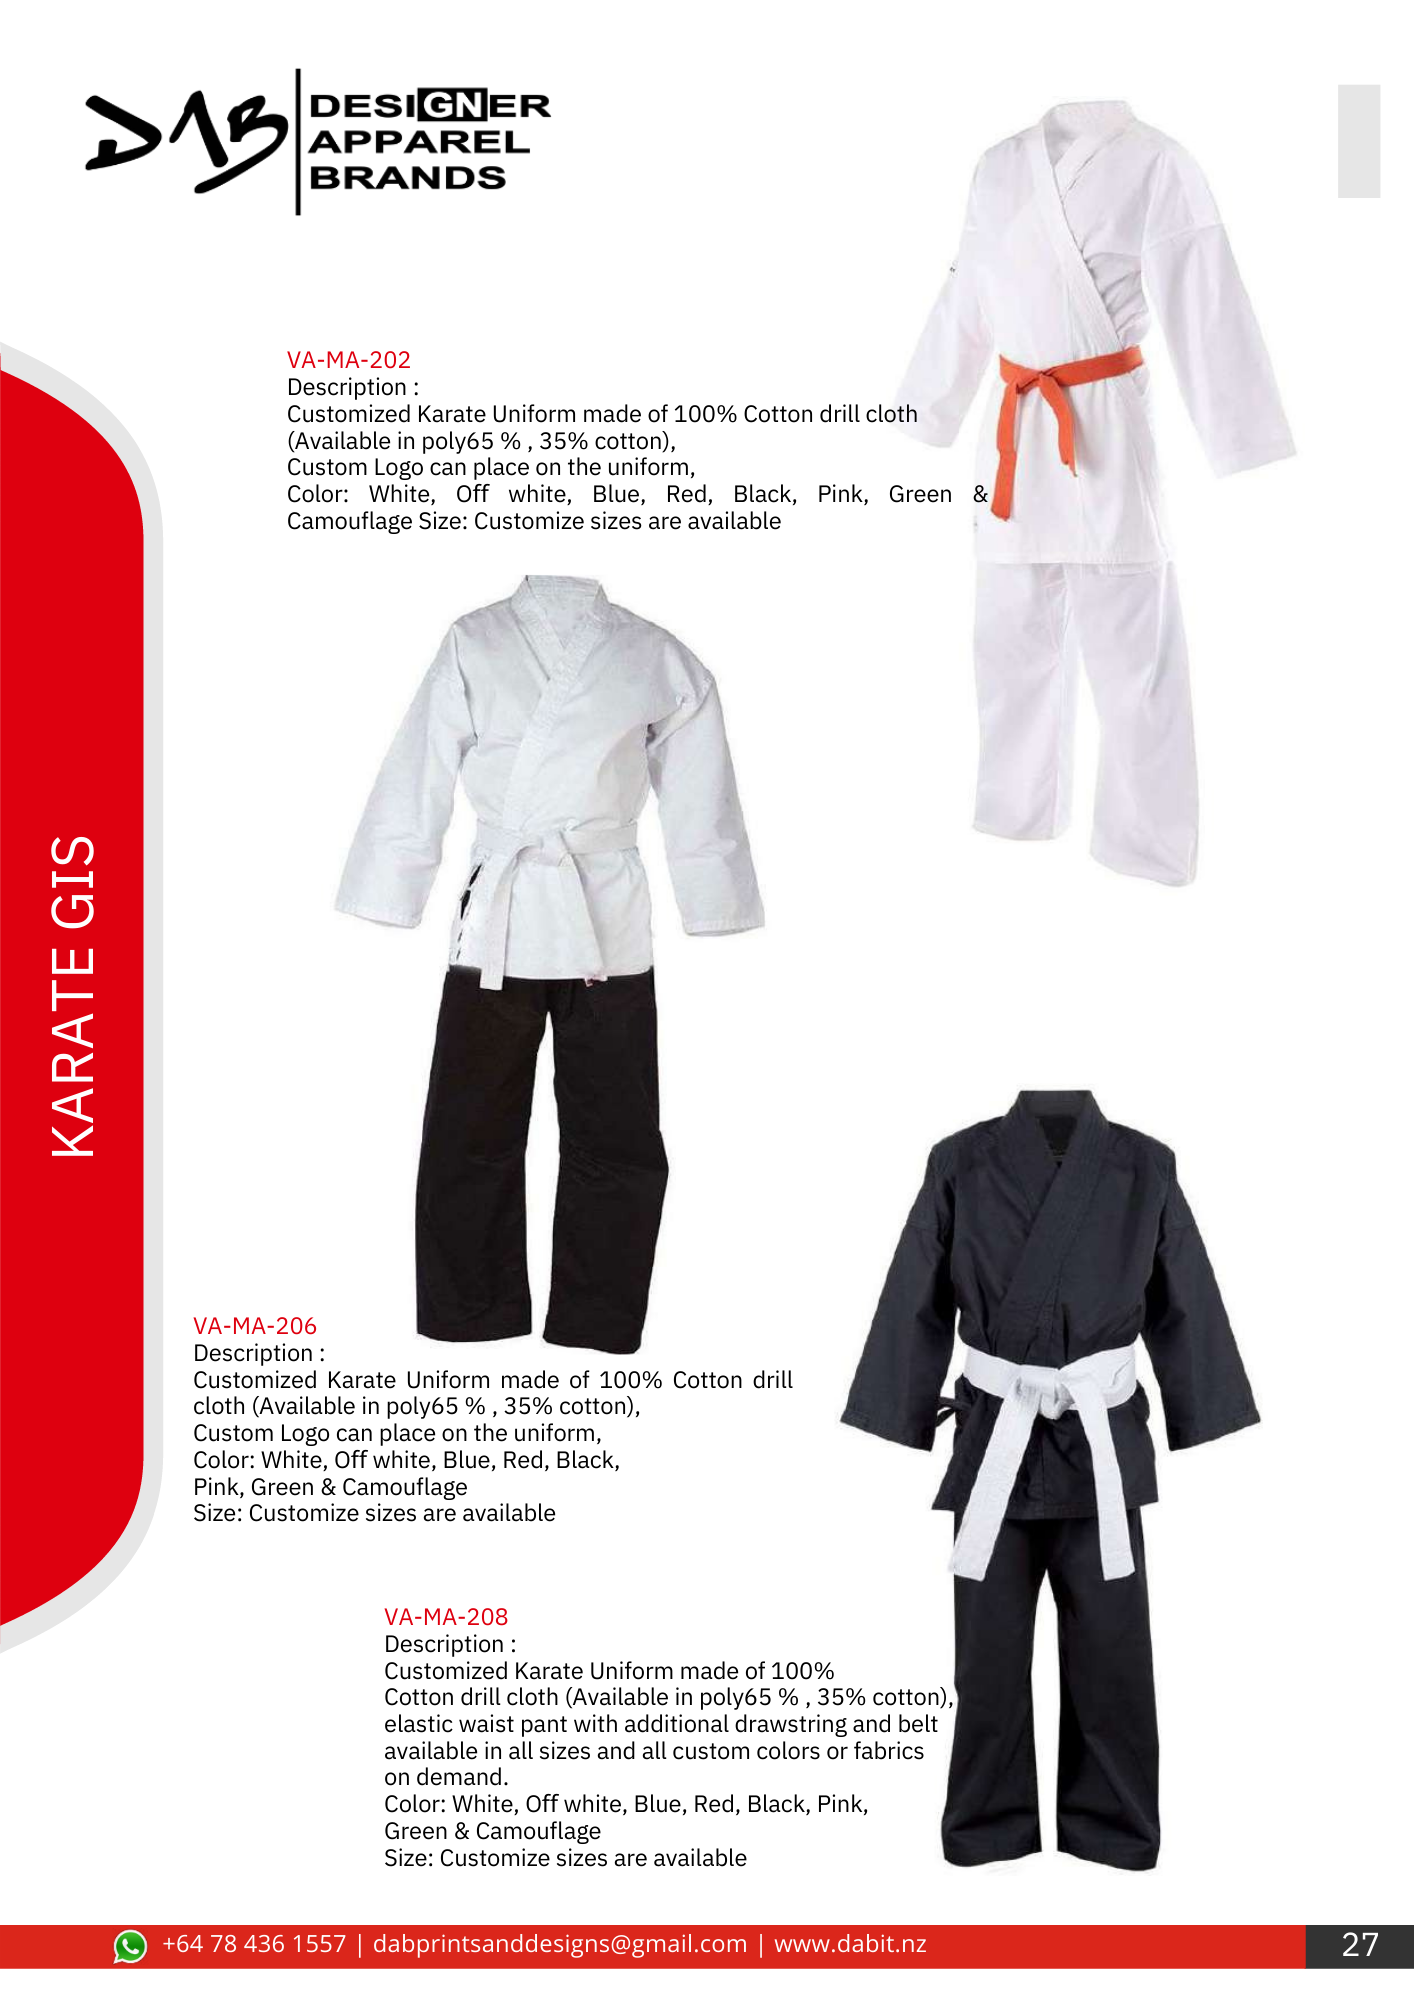 DAB
DESIGNER
APPAREL
BRANDS
VA-MA-202
Description :
Customized Karate Uniform made of 100% Cotton drill cloth
(Available in poly65 % , 35% cotton),
Custom Logo can place on the uniform,
Color: White, Off white, Blue, Red, Black, Pink, Green &
Camouflage Size: Customize sizes are available
KARATE GIS
VA-MA-206
Description :
Customized Karate Uniform made of 100% Cotton drill
cloth (Available in poly65 % , 35% cotton),
Custom Logo can place on the uniform,
Color: White, Off white, Blue, Red, Black,
Pink, Green & Camouflage
Size: Customize sizes are available
VA-MA-208
Description :
Customized Karate Uniform made of 100%
Cotton drill cloth (Available in poly65 % , 35% cotton),
elastic waist pant with additional drawstring and belt
available in all sizes and all custom colors or fabrics
on demand.
Color: White, Off white, Blue, Red, Black, Pink,
Green & Camouflage
Size: Customize sizes are available
+64 78 436 1557 | dabprintsanddesigns@gmail.com | www.dabit.nz
27